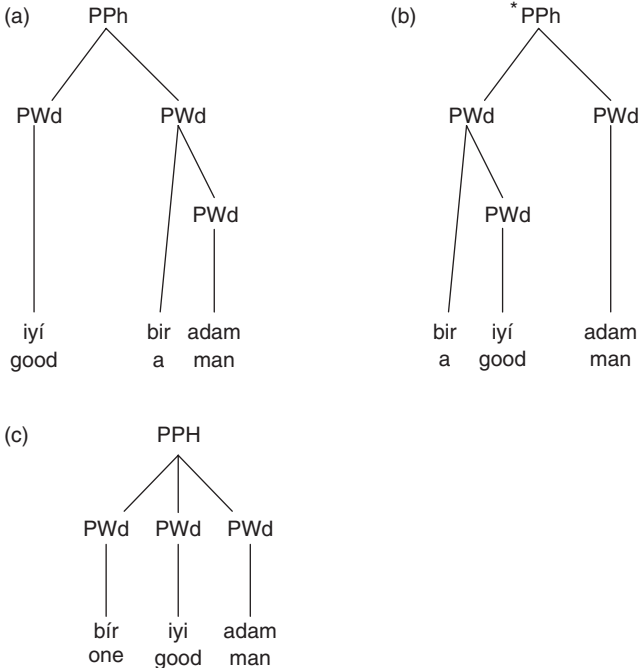 (a) PPh (b) *PPh
PWd PWd PWd PWd
PWd PWd
iyí bir adam bir iyí adam
good a man a good man
(c) PPH
PWd PWd PWd
bír iyi adam
one good man